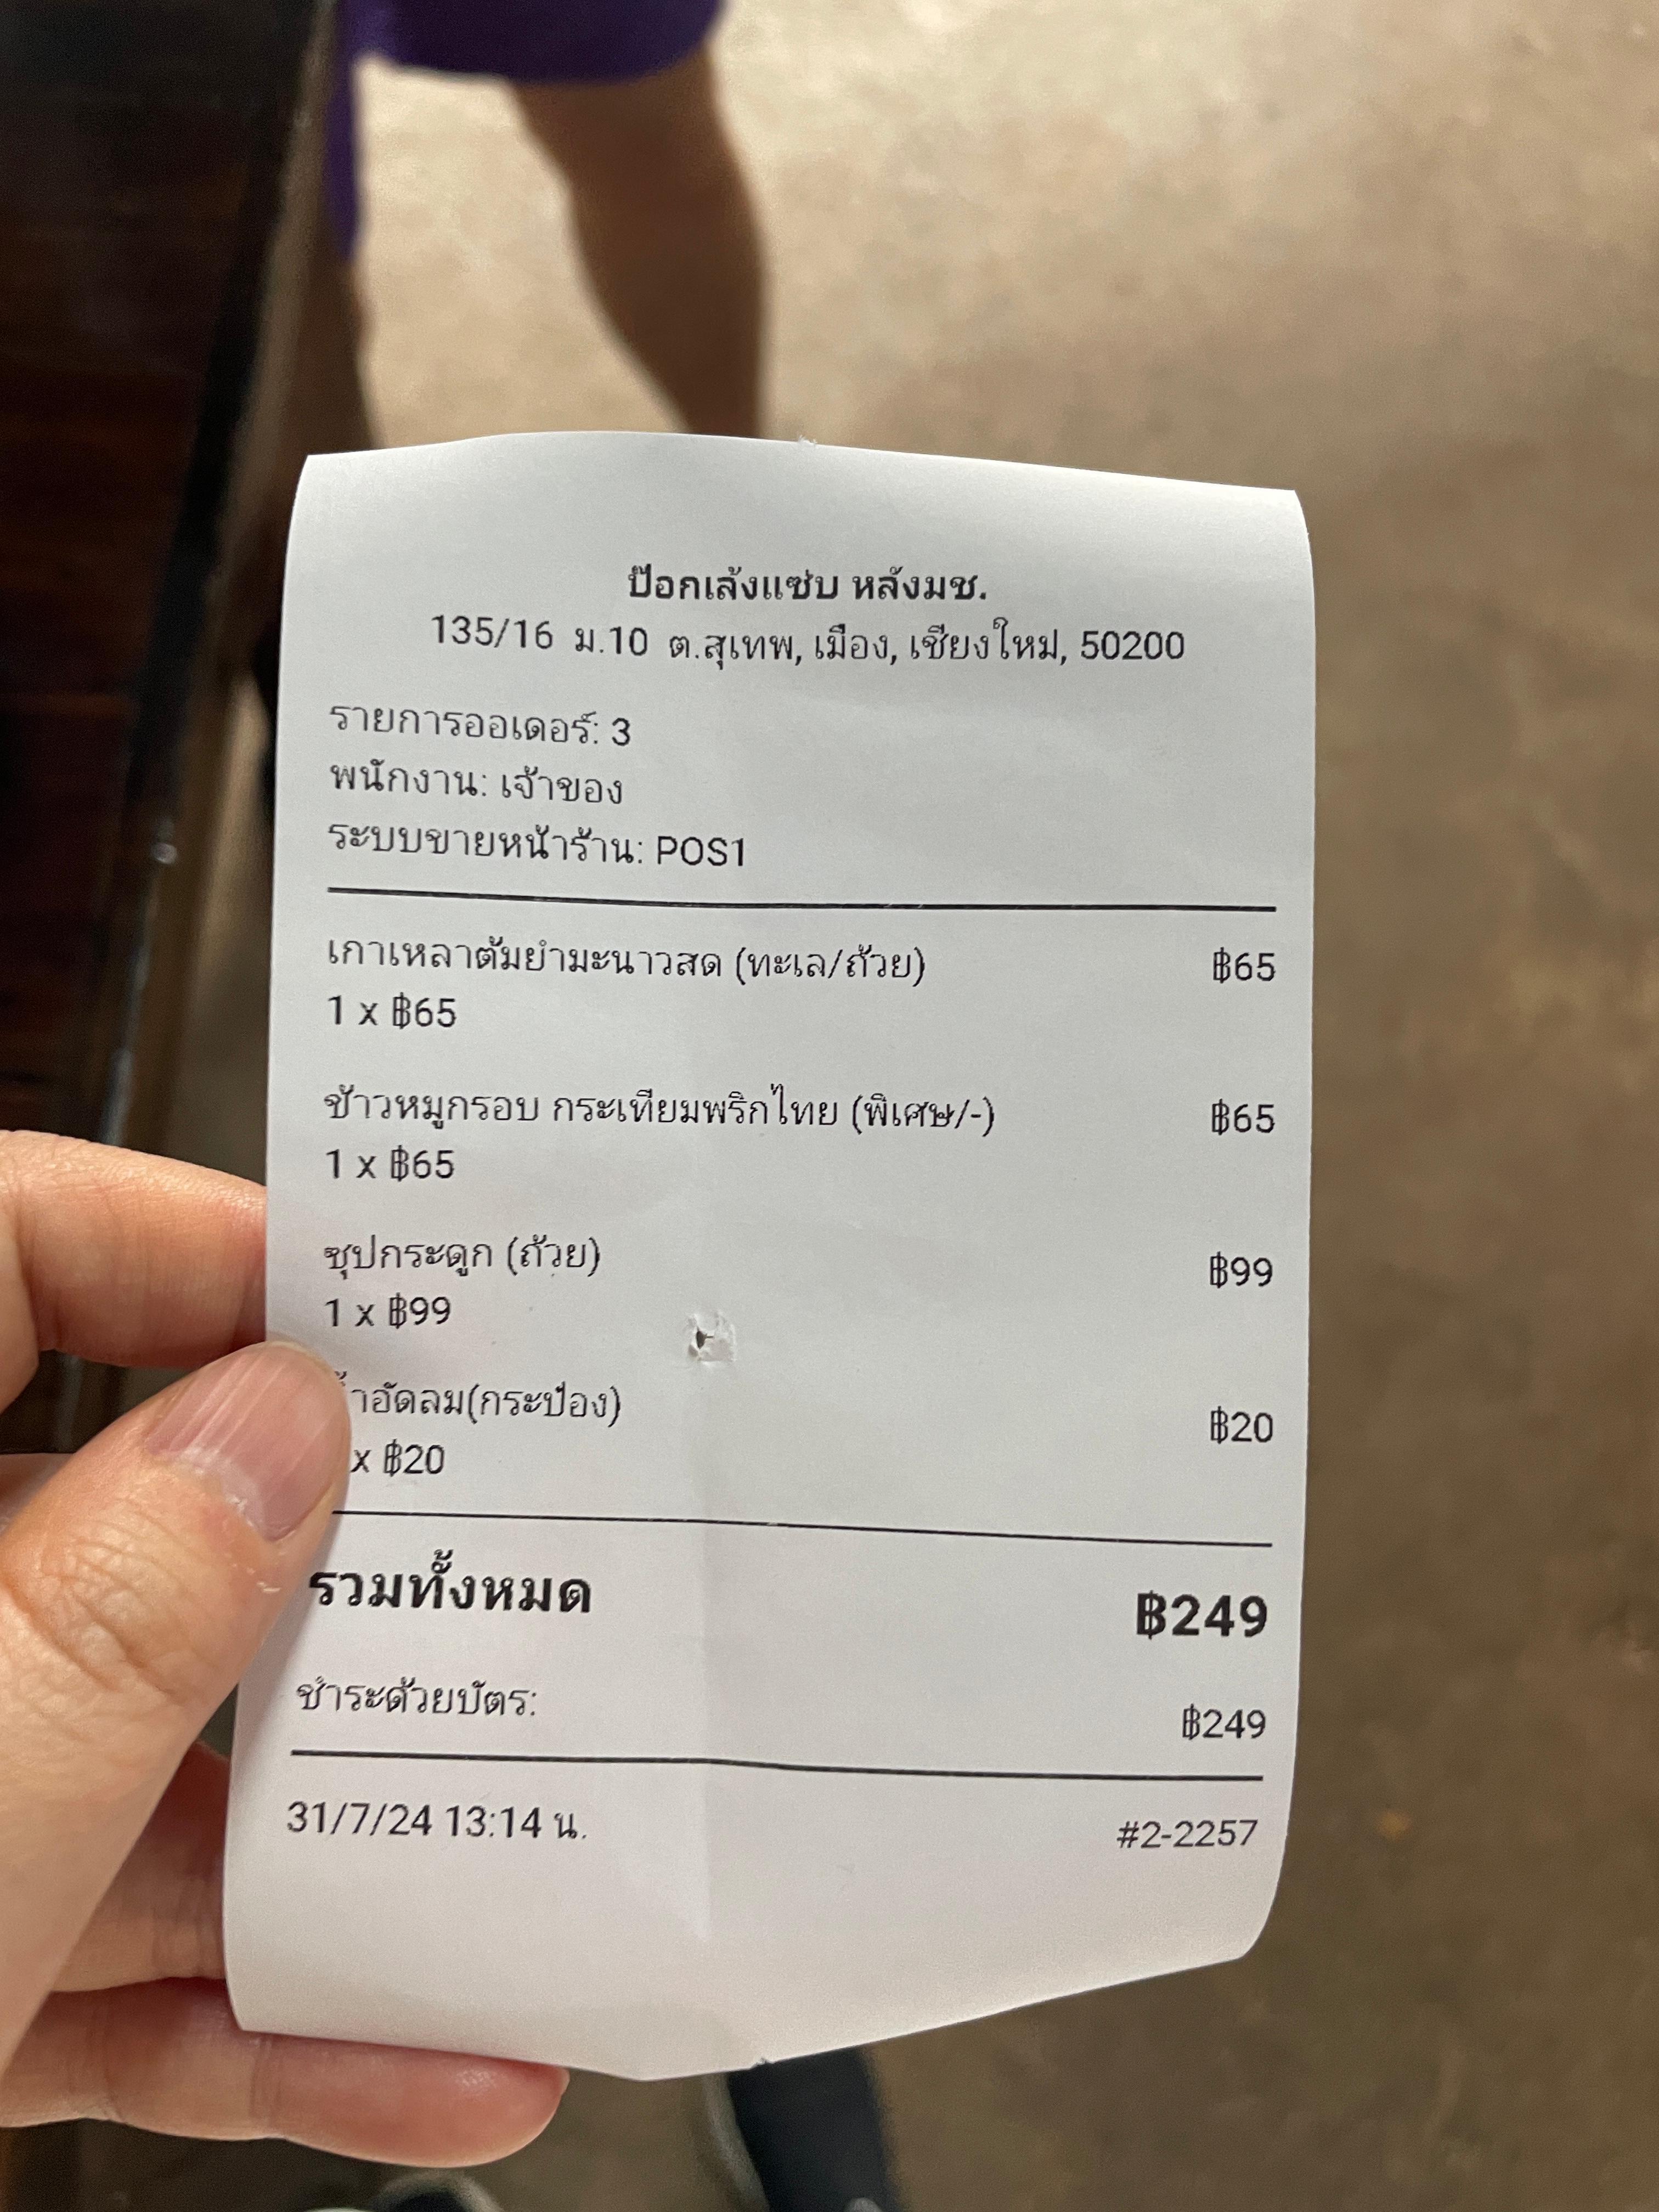 ป๊อกเล้งแซ่บ หลังมช.
135/16 ม.10 ต.สุเทพ, เมือง, เชียงใหม่, 50200
รายการออเดอร์: 3
พนักงาน: เจ้าของ
ระบบขายหน้าร้าน: POS1
เกาเหลาต้มยำมะนาวสด (ทะเล/ถ้วย) ฿65
1 x ฿65
ข้าวหมูกรอบ กระเทียมพริกไทย (พิเศษ/-) ฿65
1 x ฿65
ซุปกระดูก (ถ้วย) ฿99
1 x ฿99
้ำอัดลม(กระป๋อง) ฿20
x ฿20
รวมทั้งหมด ฿249
ชำระด้วยบัตร: ฿249
31/7/24 13:14 น. #2-2257